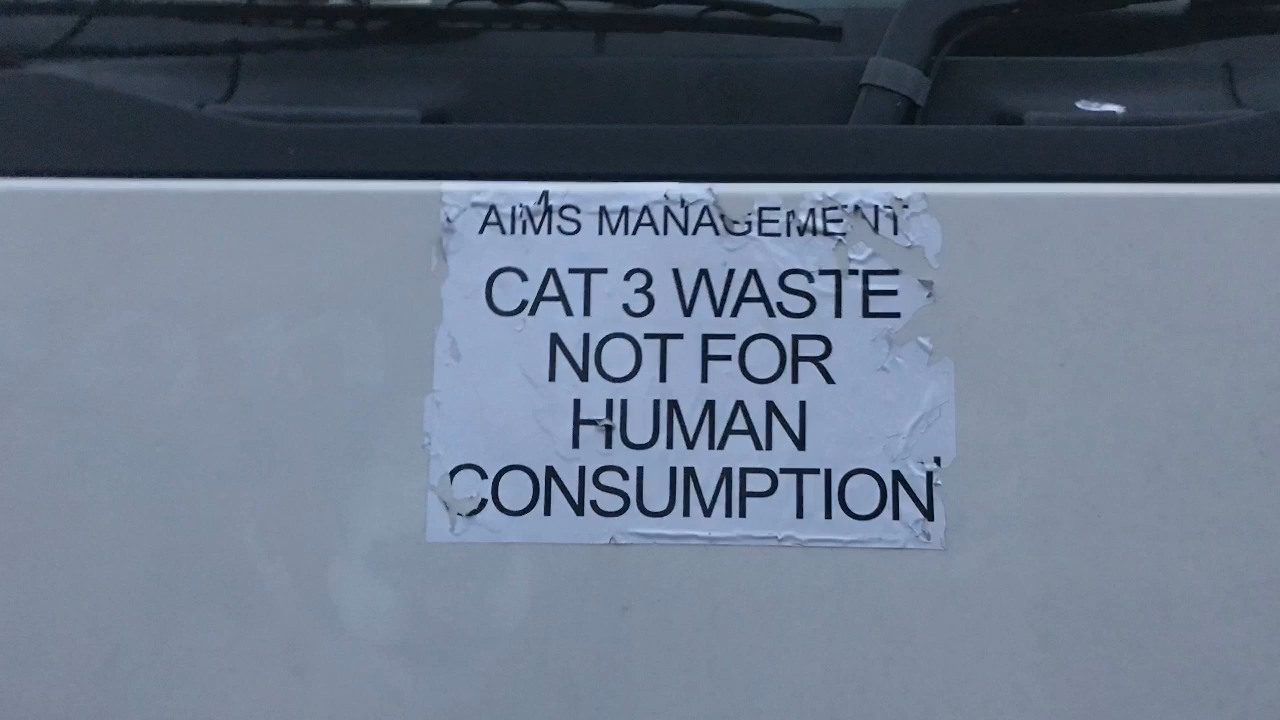 AIMS MANAGEMENT
CAT 3 WASTE
NOT FOR
HUMAN
CONSUMPTION